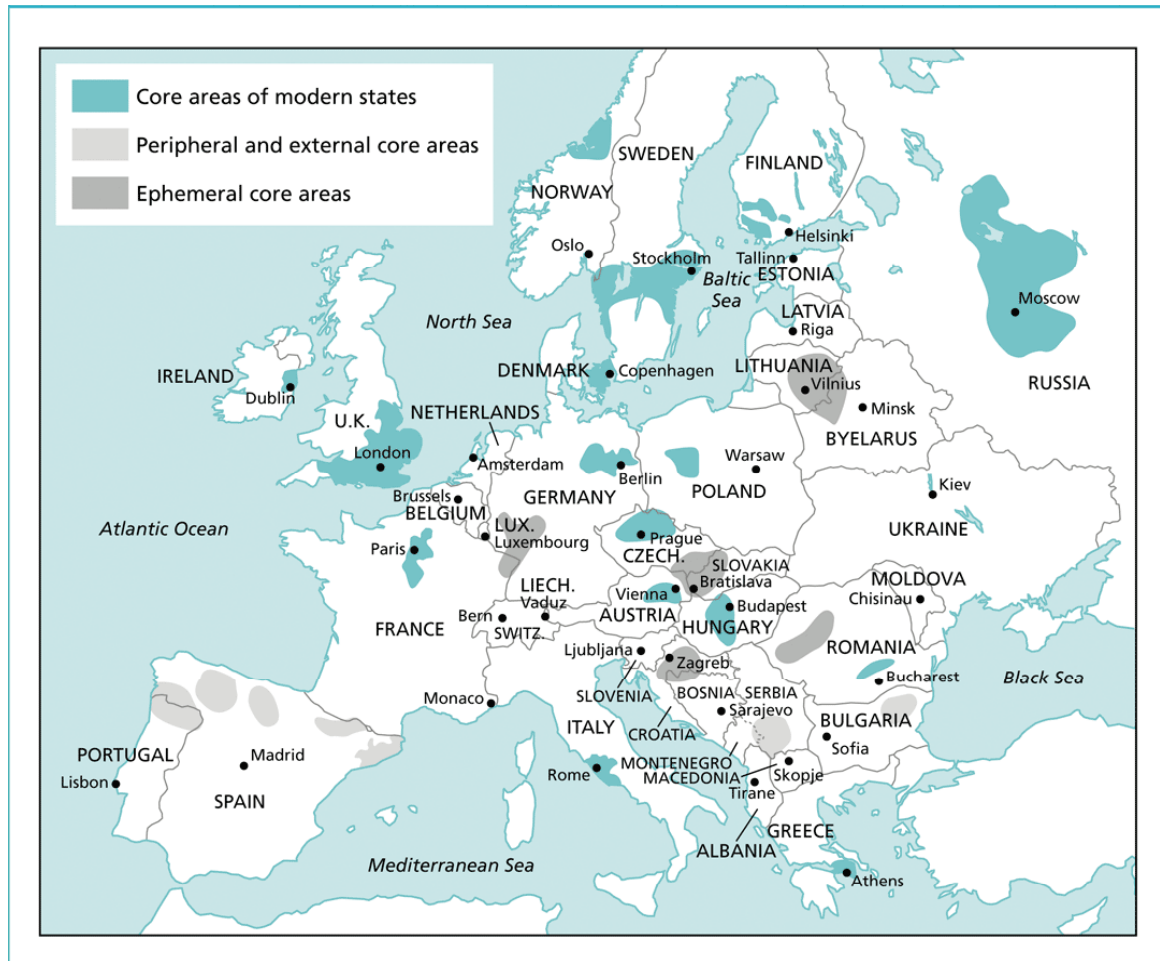 Core areas of modern states
Peripheral and external core areas
Ephemeral core areas
SWEDEN
FINLAND
NORWAY
Oslo
Helsinki
Stockholm
Tallinn
ESTONIA
Baltic
Sea
Moscow
LATVIA
Riga
North Sea
IRELAND
Dublin
DENMARK
Copenhagen
LITHUANIA
Vilnius
RUSSIA
Minsk
NETHERLANDS
U.K.
BYELARUS
London
Amsterdam
Berlin
Warsaw
POLAND
Kiev
Brussels
BELGIUM
GERMANY
Atlantic Ocean
UKRAINE
LUX.
Luxembourg
Paris
Prague
CZECH.
SLOVAKIA
Bratislava
MOLDOVA
Chisinau
LIECH.
Vaduz
Vienna
AUSTRIA
Budapest
HUNGARY
Bern
SWITZ.
FRANCE
ROMANIA
Ljubljana
Zagreb
Bucharest
Black Sea
SLOVENIA
BOSNIA
SERBIA
Monaco
Sarajevo
BULGARIA
ITALY
CROATIA
Sofia
PORTUGAL
Madrid
MONTENEGRO
MACEDONIA
Skopje
Lisbon
Rome
Tirane
SPAIN
GREECE
ALBANIA
Mediterranean Sea
Athens